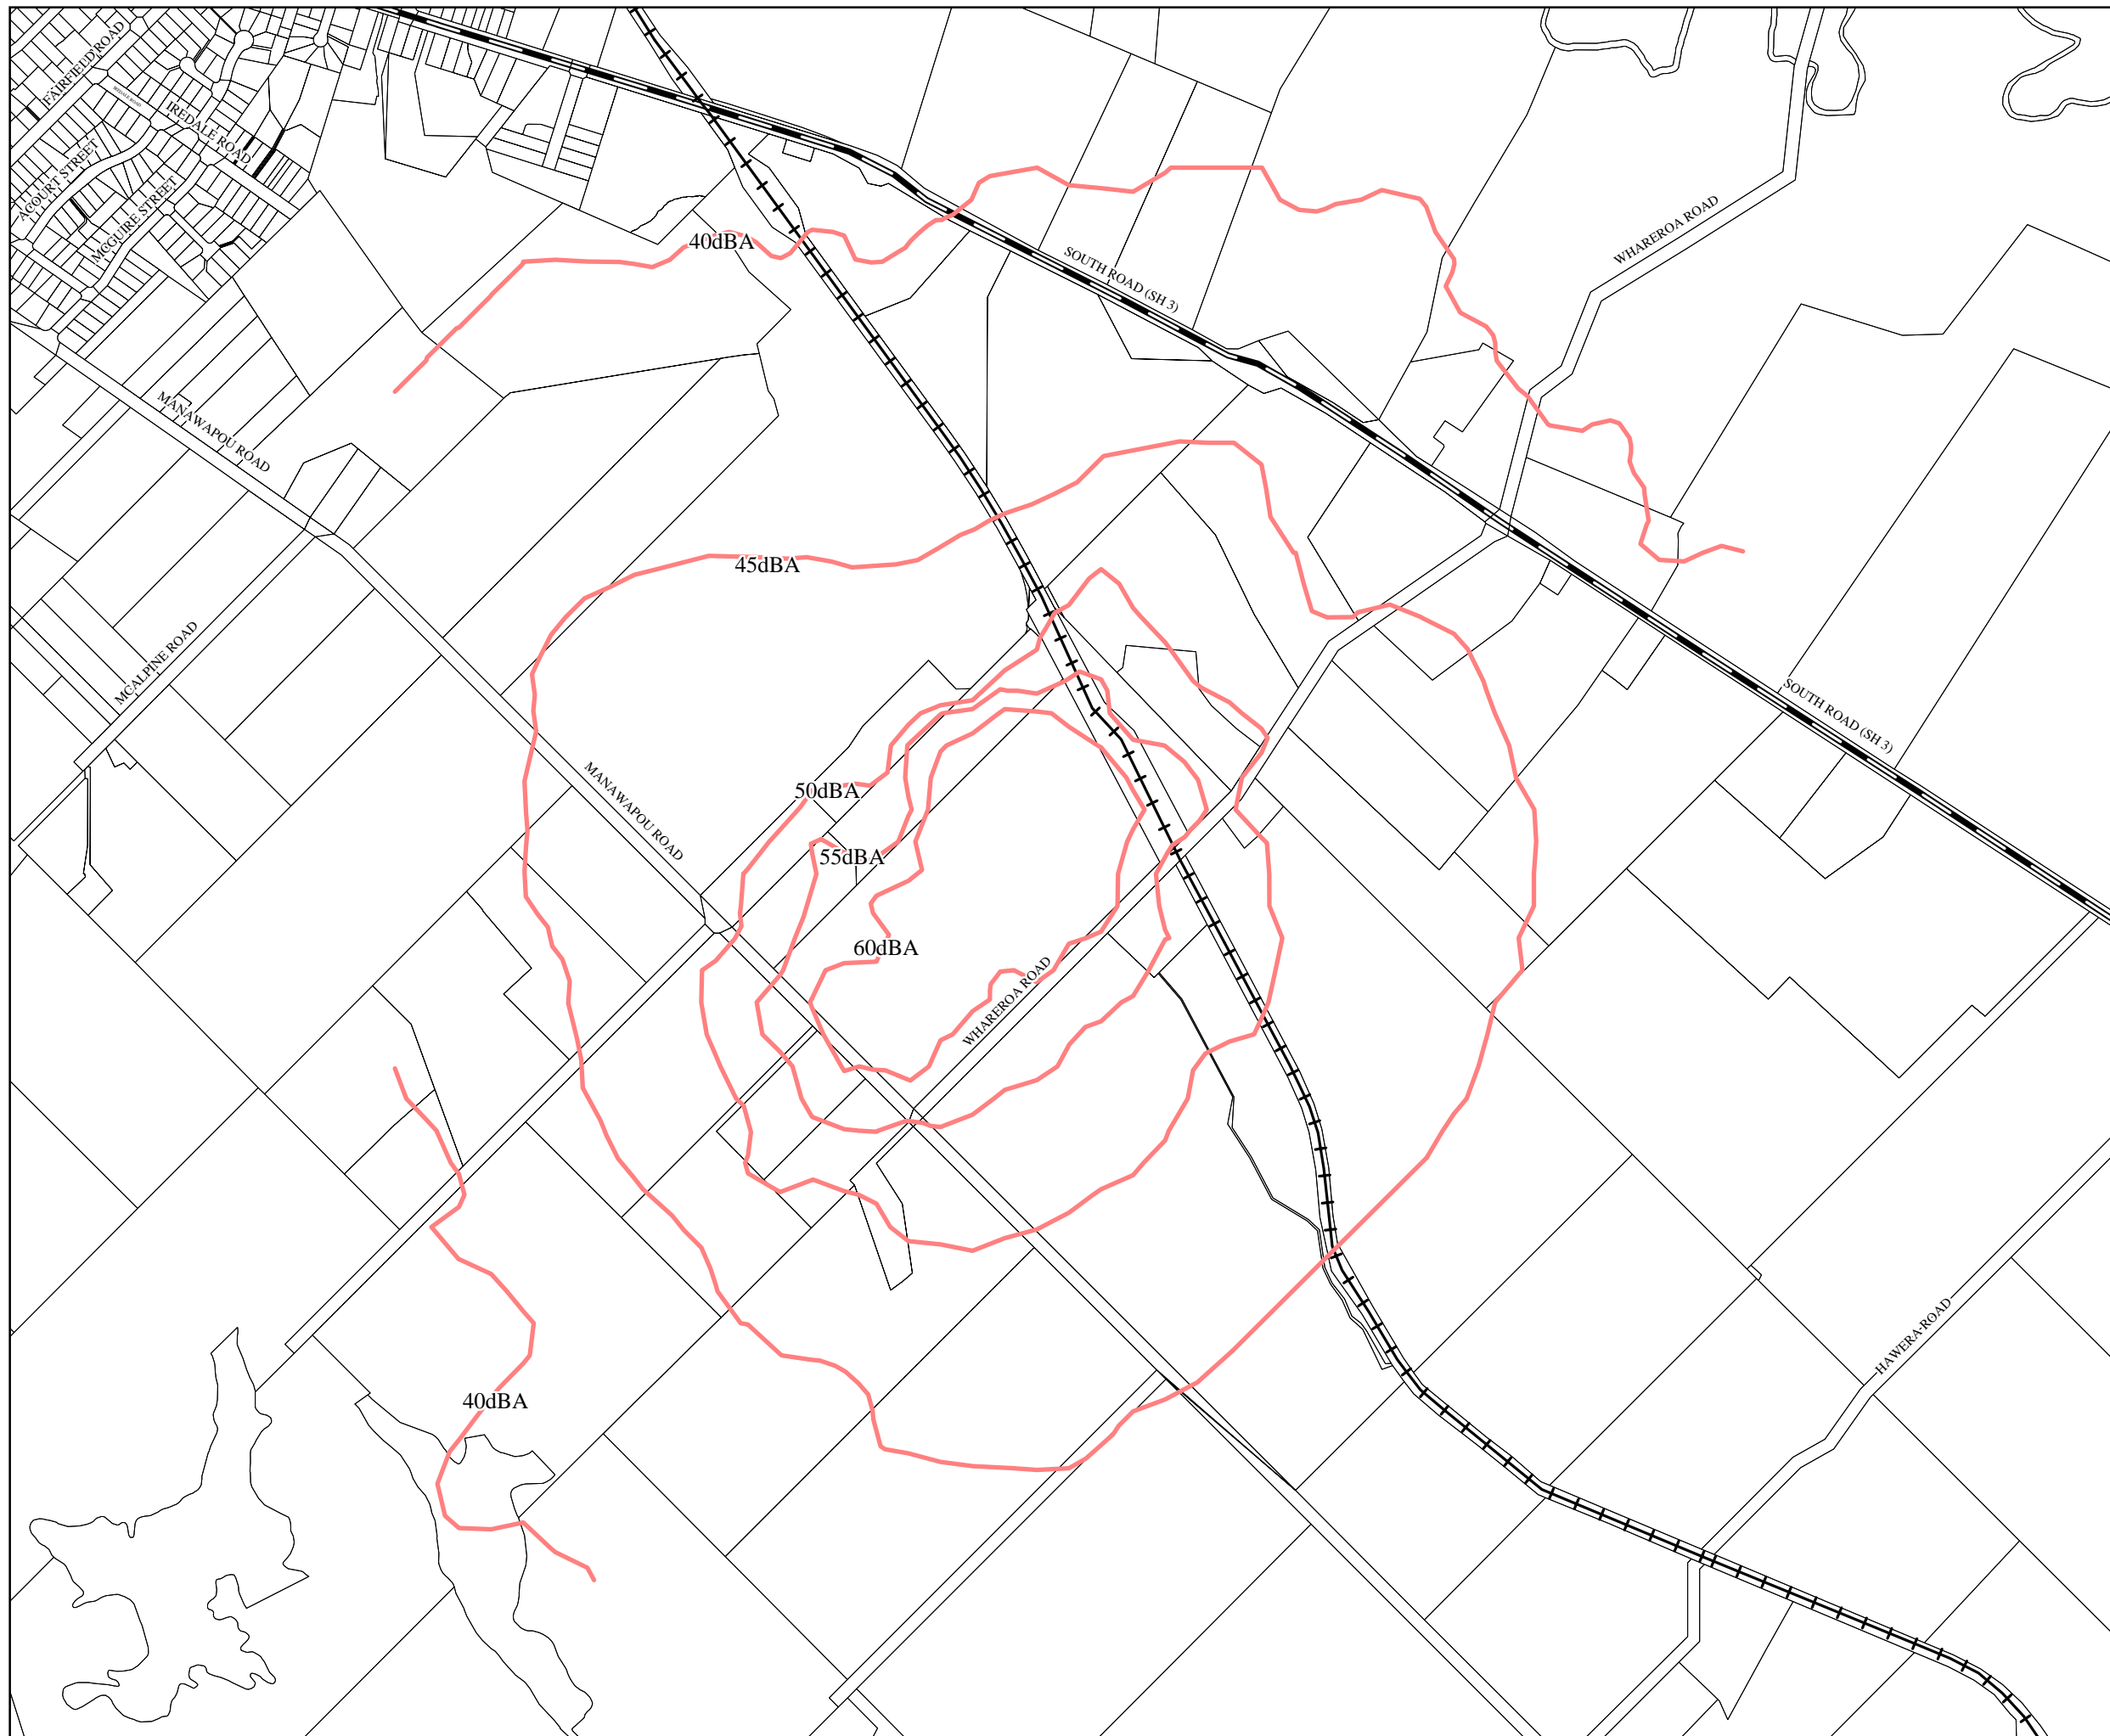 FAIRFIELD ROAD
IREDALE ROAD
ACOURT STREET
MCGUIRE STREET
40dBA
WHAREROA ROAD
SOUTH ROAD (SH 3)
MANAWAPOU ROAD
45dBA
MCALPINE ROAD
SOUTH ROAD (SH 3)
MANAWAPOU ROAD
50dBA
55dBA
60dBA
WHAREROA ROAD
HAWERA ROAD
40dBA